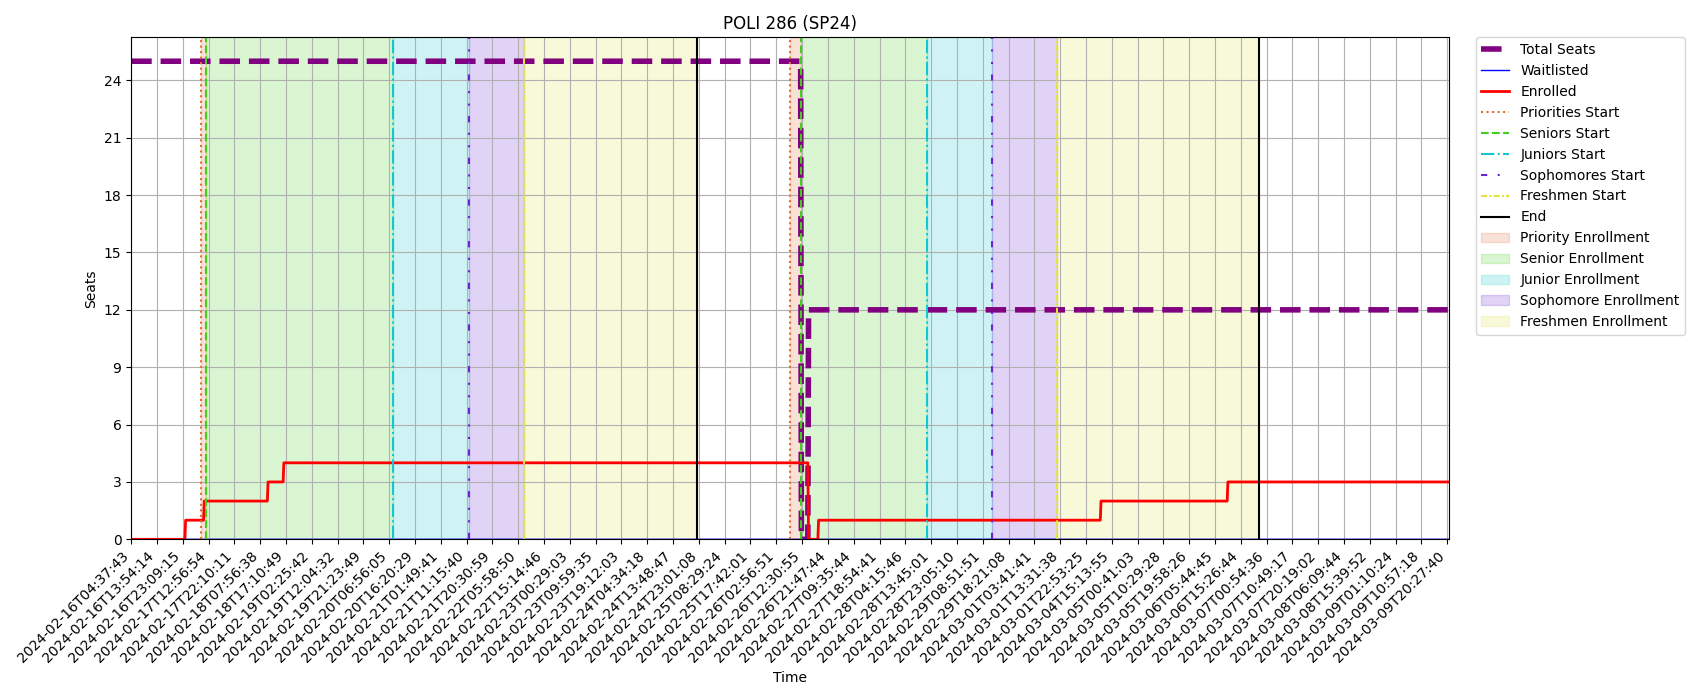 POLI 286 (SP24)
Seats
24
21
18
15
12
9
6
3
0
2024-02-16T04:37:43
2024-02-16T13:54:14
2024-02-16T23:09:15
2024-02-17T12:56:54
2024-02-17T22:10:11
2024-02-18T07:56:38
2024-02-18T17:10:49
2024-02-19T02:25:42
2024-02-19T12:04:32
2024-02-19T21:23:49
2024-02-20T06:56:05
2024-02-20T16:20:29
2024-02-21T01:49:41
2024-02-21T11:15:40
2024-02-21T20:30:59
2024-02-22T05:58:50
2024-02-22T15:14:46
2024-02-23T00:29:03
2024-02-23T09:59:35
2024-02-23T19:12:03
2024-02-24T04:34:18
2024-02-24T13:48:47
2024-02-24T23:01:08
2024-02-25T08:29:24
2024-02-25T17:42:01
2024-02-26T02:56:51
2024-02-26T12:30:55
2024-02-26T21:47:44
2024-02-27T09:35:44
2024-02-27T18:54:41
2024-02-28T04:15:46
2024-02-28T13:45:01
2024-02-28T23:05:10
2024-02-29T08:51:51
2024-02-29T18:21:08
2024-03-01T03:41:41
2024-03-01T13:31:38
2024-03-01T22:53:25
2024-03-04T15:13:55
2024-03-05T00:41:03
2024-03-05T10:29:28
2024-03-05T19:58:26
2024-03-06T05:44:45
2024-03-06T15:26:44
2024-03-07T00:54:36
2024-03-07T10:49:17
2024-03-07T20:19:02
2024-03-08T06:09:44
2024-03-08T15:39:52
2024-03-09T01:10:24
2024-03-09T10:57:18
2024-03-09T20:27:40
Time
Total Seats
Waitlisted
Enrolled
Priorities Start
Seniors Start
Juniors Start
Sophomores Start
Freshmen Start
End
Priority Enrollment
Senior Enrollment
Junior Enrollment
Sophomore Enrollment
Freshmen Enrollment